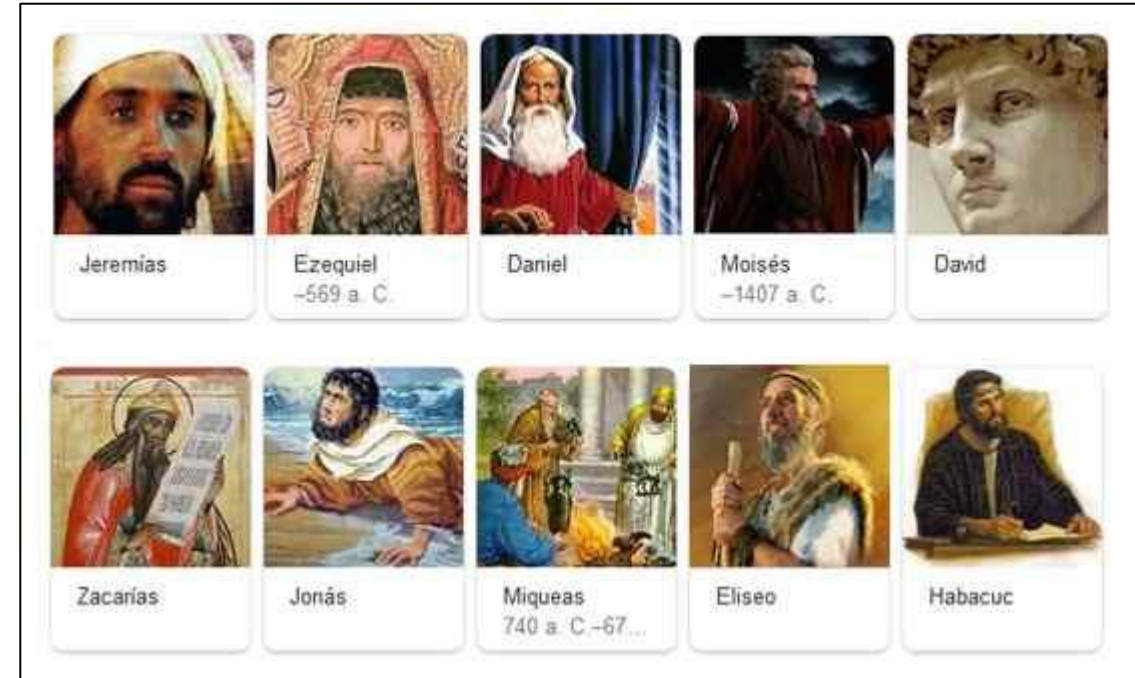 Jeremías
Ezequiel
–569 a. C.
Daniel
Moisés
–1407 a. C.
David
Zacarías
Jonás
Miqueas
740 a. C.–67...
Eliseo
Habacuc